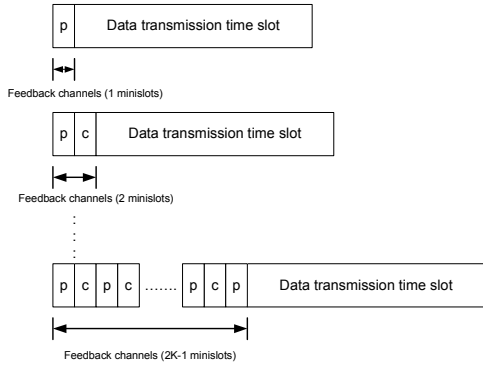 p Data transmission time slot
Feedback channels (1 minislots)
p c Data transmission time slot
Feedback channels (2 minislots)
p c p c ....... p c p Data transmission time slot
Feedback channels (2K-1 minislots)